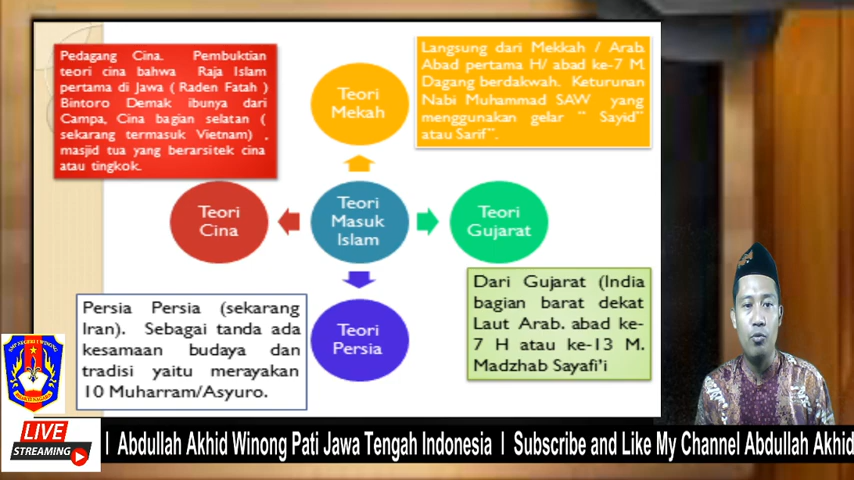 Pedagang Cina. Pembuktian
teori cina bahwa Raja Islam
pertama di Jawa ( Raden Fatah )
Bintoro Demak ibunya dari
Campa, Cina bagian selatan (
sekarang termasuk Vietnam) ,
masjid tua yang berarsitek cina
atau tingkok.
Teori
Mekah
Langsung dari Mekkah / Arab.
Abad pertama H/ abad ke-7 M
Dagang berdakwah. Keturunan
Nabi Muhammad SAW yang
menggunakan gelar " Sayid"
atau Sarif".
Teori
Cina
Teori
Masuk
Islam
Teori
Gujarat
Persia Persia (sekarang
Iran). Sebagai tanda ada
kesamaan budaya dan
tradisi yaitu merayakan
10 Muharram/Asyuro.
Teori
Persia
Dari Gujarat (India
bagian barat dekat
Laut Arab. abad ke-
7 H atau ke-13 M.
Madzhab Sayafi'i
SMP NEGERI 1 WINONG
LIVE
STREAMING
I Abdullah Akhid Winong Pati Jawa Tengah Indonesia I Subscribe and Like My Channel Abdullah Akhid